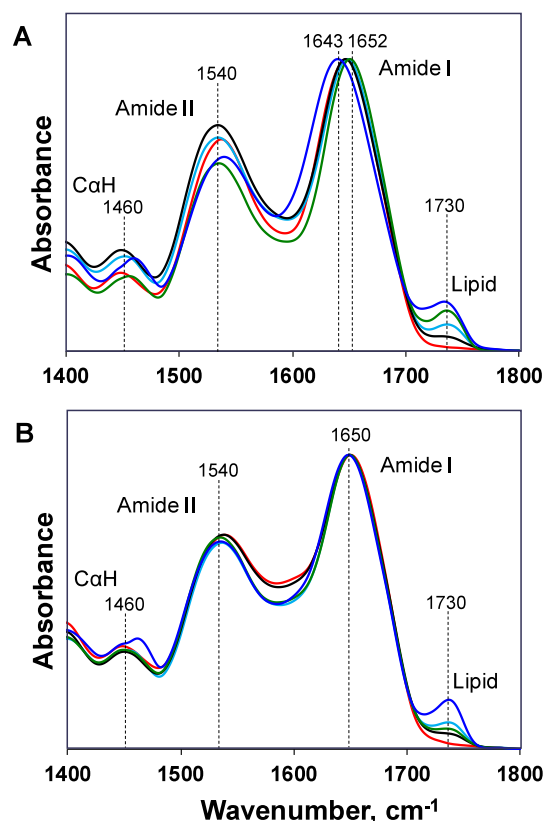 A
1643 1652
1540
Amide I
Amide II
CαH
1460
1730
Lipid
Absorbance
1400 1500 1600 1700 1800
B
1650
1540
Amide I
Amide II
CαH
1460
1730
Lipid
Absorbance
1400 1500 1600 1700 1800
Wavenumber, cm-1